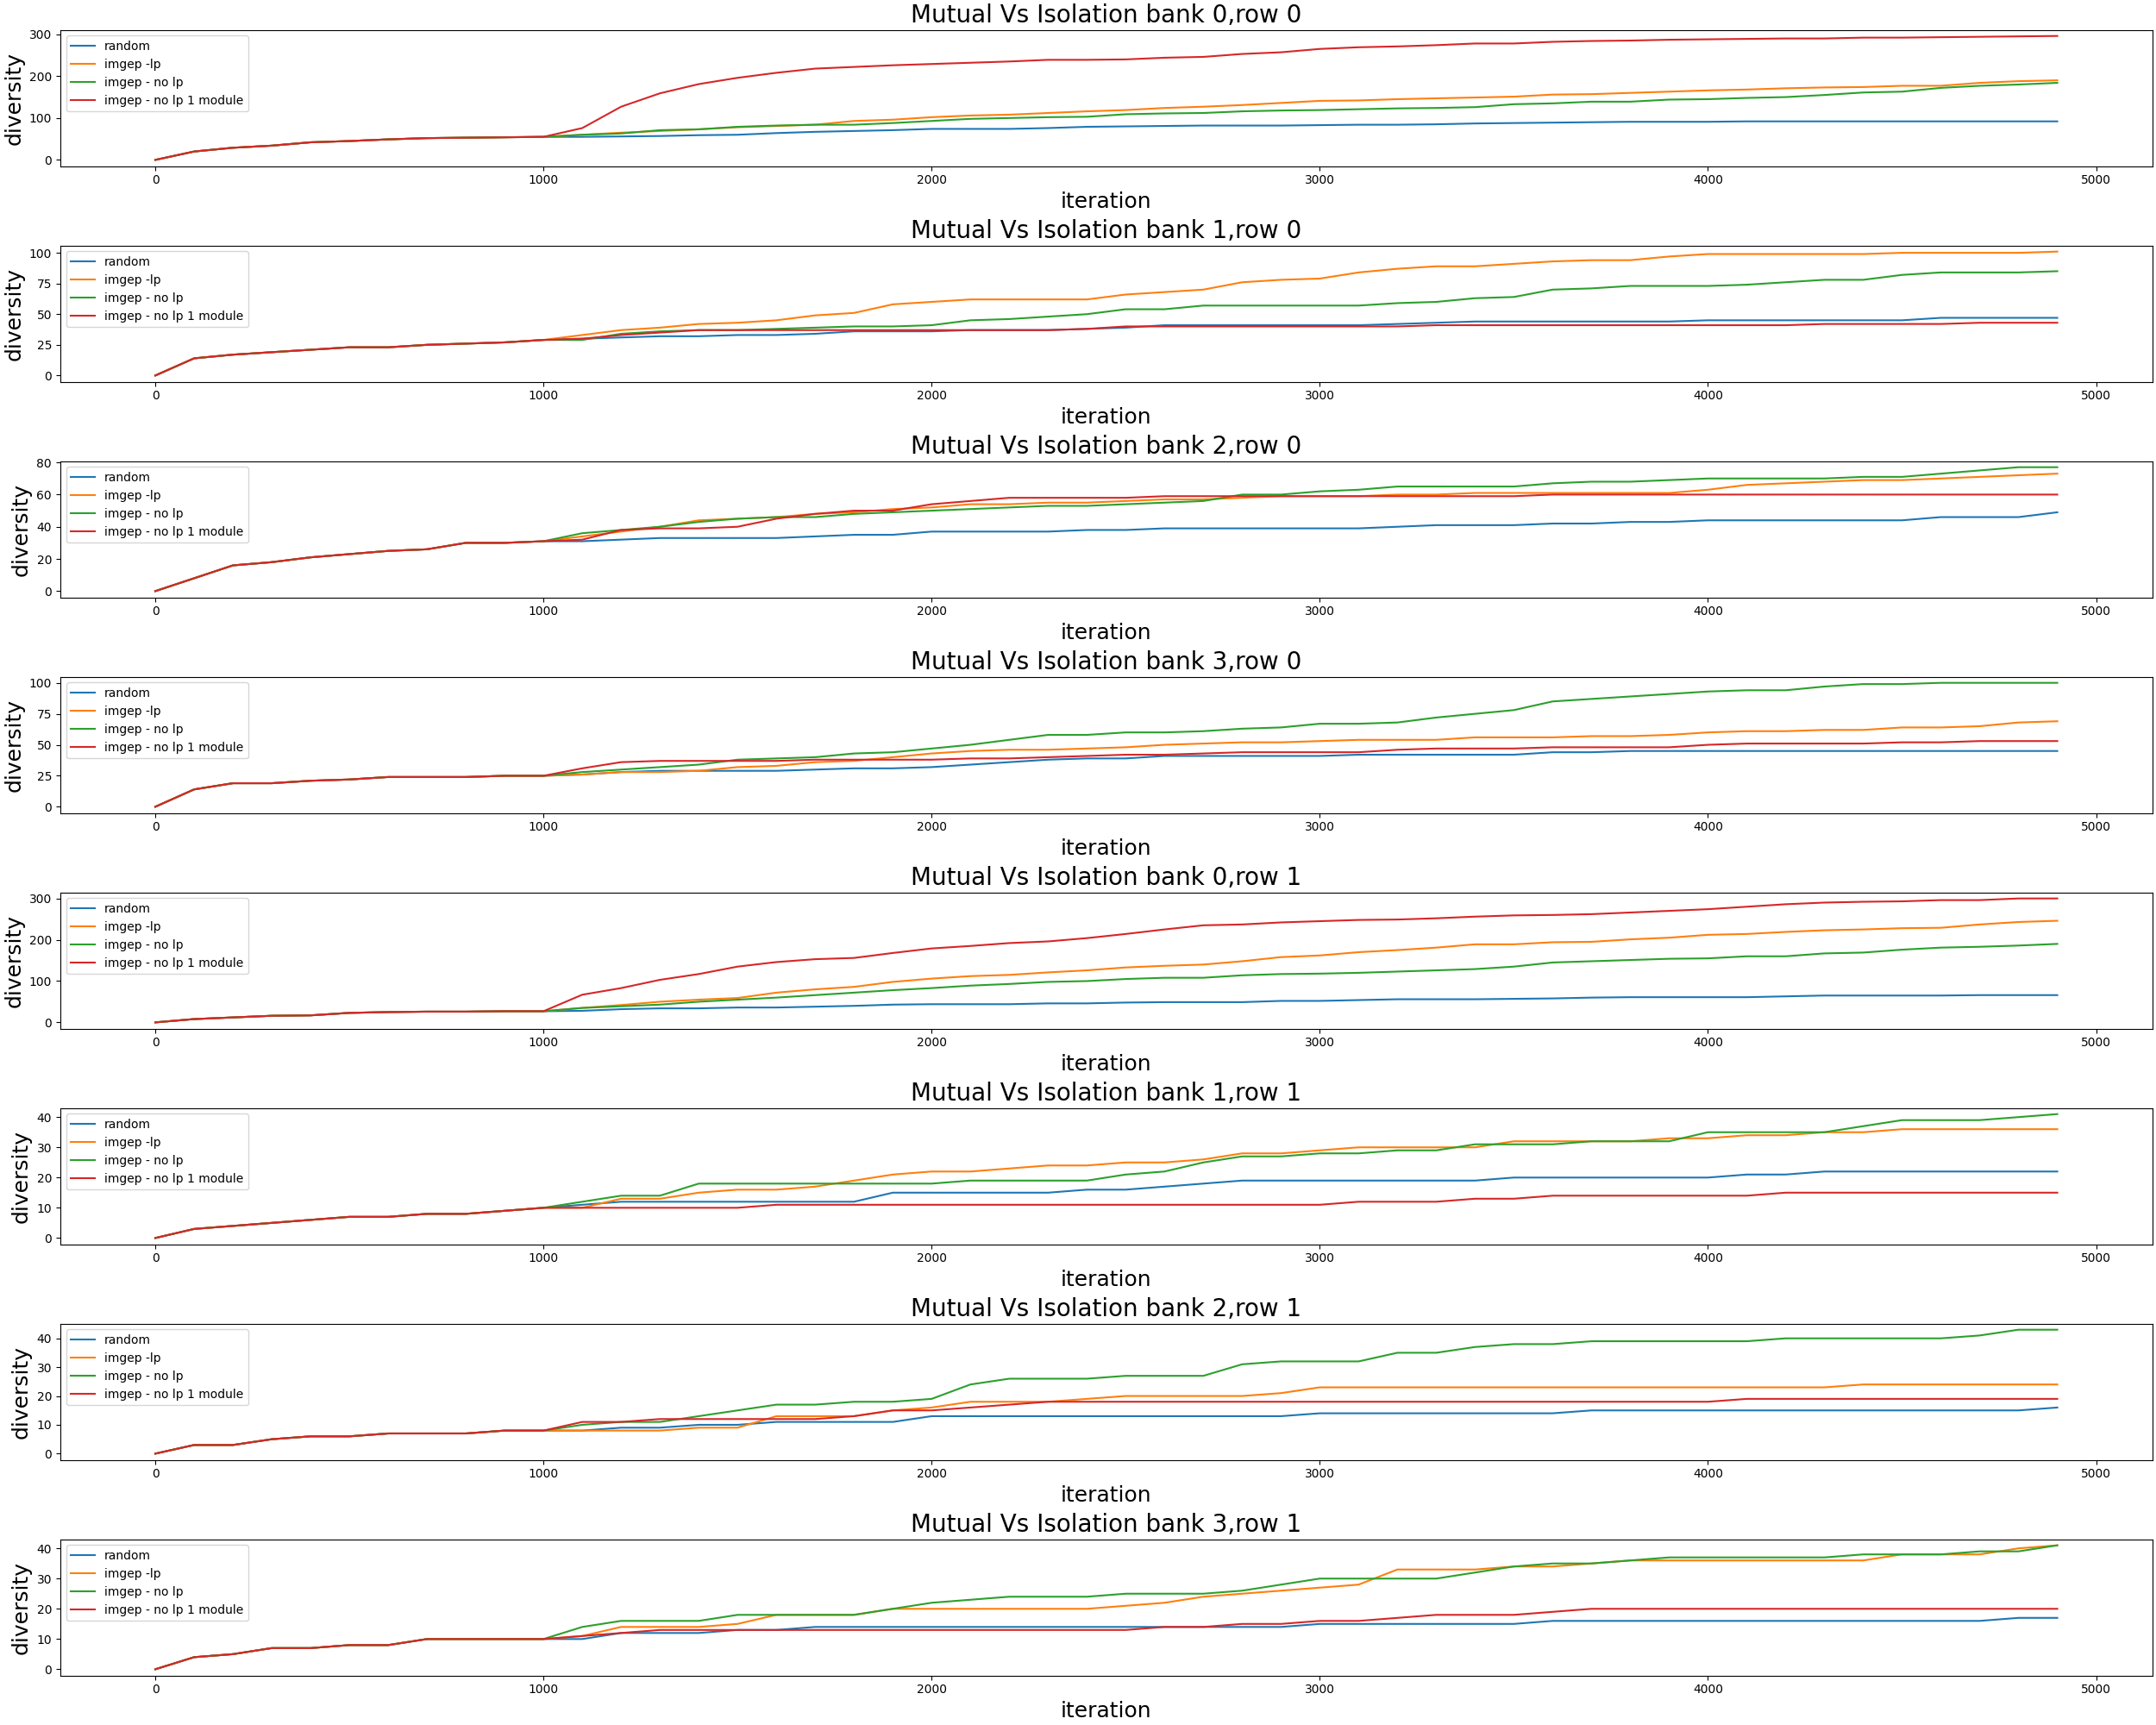 Mutual Vs Isolation bank 0,row 0
300
200
100
0
diversity
random
imgep -lp
imgep - no lp
imgep - no lp 1 module
0 1000 2000 3000 4000 5000
iteration
Mutual Vs Isolation bank 1,row 0
100
75
50
25
0
diversity
random
imgep -lp
imgep - no lp
imgep - no lp 1 module
0 1000 2000 3000 4000 5000
iteration
Mutual Vs Isolation bank 2,row 0
80
60
40
20
0
diversity
random
imgep -lp
imgep - no lp
imgep - no lp 1 module
0 1000 2000 3000 4000 5000
iteration
Mutual Vs Isolation bank 3,row 0
100
75
50
25
0
diversity
random
imgep -lp
imgep - no lp
imgep - no lp 1 module
0 1000 2000 3000 4000 5000
iteration
Mutual Vs Isolation bank 0,row 1
300
200
100
0
diversity
random
imgep -lp
imgep - no lp
imgep - no lp 1 module
0 1000 2000 3000 4000 5000
iteration
Mutual Vs Isolation bank 1,row 1
40
30
20
10
0
diversity
random
imgep -lp
imgep - no lp
imgep - no lp 1 module
0 1000 2000 3000 4000 5000
iteration
Mutual Vs Isolation bank 2,row 1
40
30
20
10
0
diversity
random
imgep -lp
imgep - no lp
imgep - no lp 1 module
0 1000 2000 3000 4000 5000
iteration
Mutual Vs Isolation bank 3,row 1
40
30
20
10
0
diversity
random
imgep -lp
imgep - no lp
imgep - no lp 1 module
0 1000 2000 3000 4000 5000
iteration